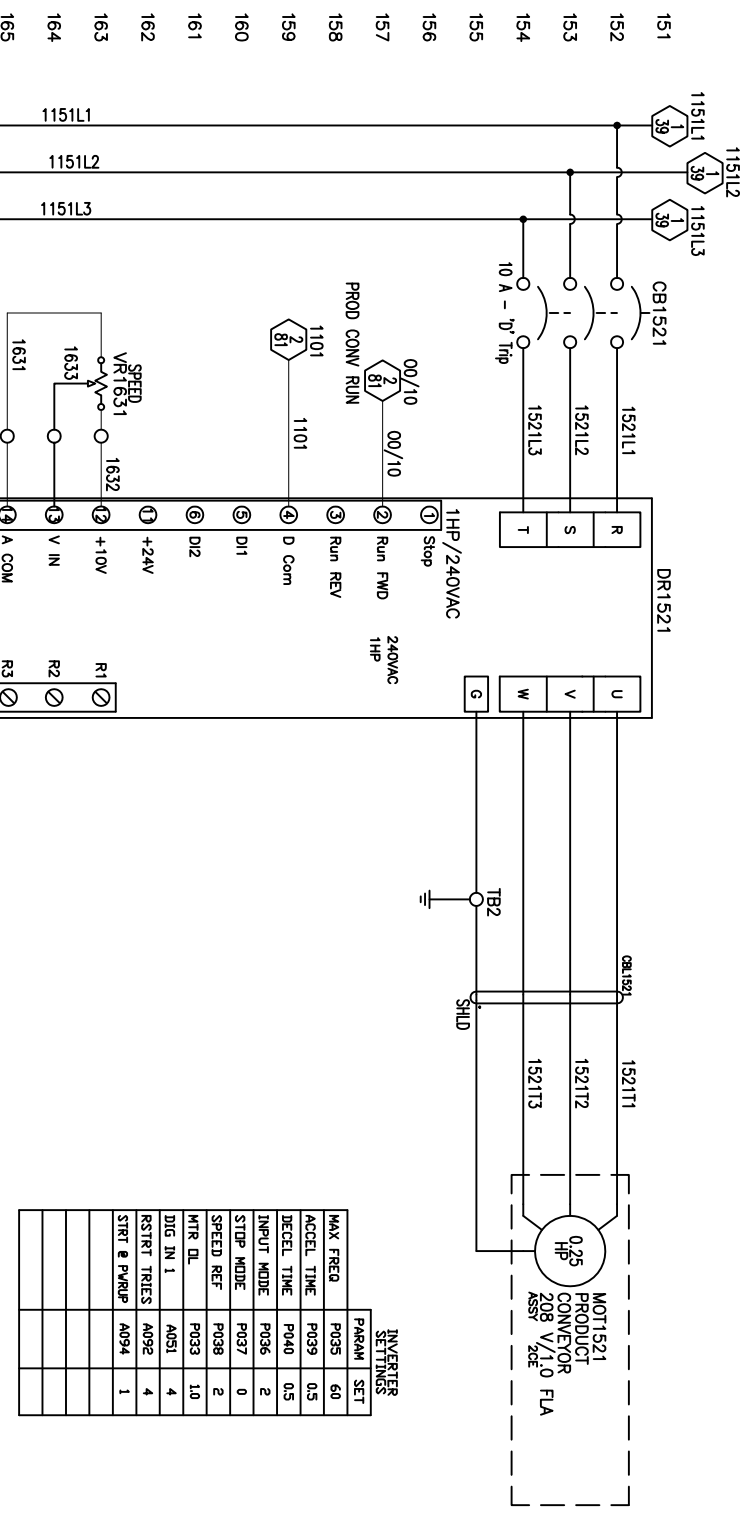 151
152
153
154
155
156
157
158
159
160
161
162
163
164
165
1151L1
1
39
1151L2
1
39
1151L3
1
39
1151L1
1151L2
1151L3
CB1521
10 A - 'D' Trip
1521L1
1521L2
1521L3
DR1521
R
S
T
U
V
W
G
1HP/240VAC
240VAC
1HP
1 Stop
2 Run FWD
3 Run REV
4 D Com
5 DI1
6 DI2
11 +24V
12 +10V
13 V IN
14 A COM
R1
R2
R3
00/10
2
81
00/10
PROD CONV RUN
1101
2
81
1101
SPEED
VR1631
1631
1632
1633
TB2
CBL1521
SHLD
1521T1
1521T2
1521T3
0.25
HP
MOT1521
PRODUCT
CONVEYOR
208 V/1.0 FLA
ASSY 2CE
INVERTER
SETTINGS
PARAM SET
MAX FREQ P035 60
ACCEL TIME P039 0.5
DECEL TIME P040 0.5
INPUT MODE P036 2
STOP MODE P037 0
SPEED REF P038 2
MTR OL P033 1.0
DIG IN 1 A051 4
RSTRT TRIES A092 4
STRT @ PWRUP A094 1